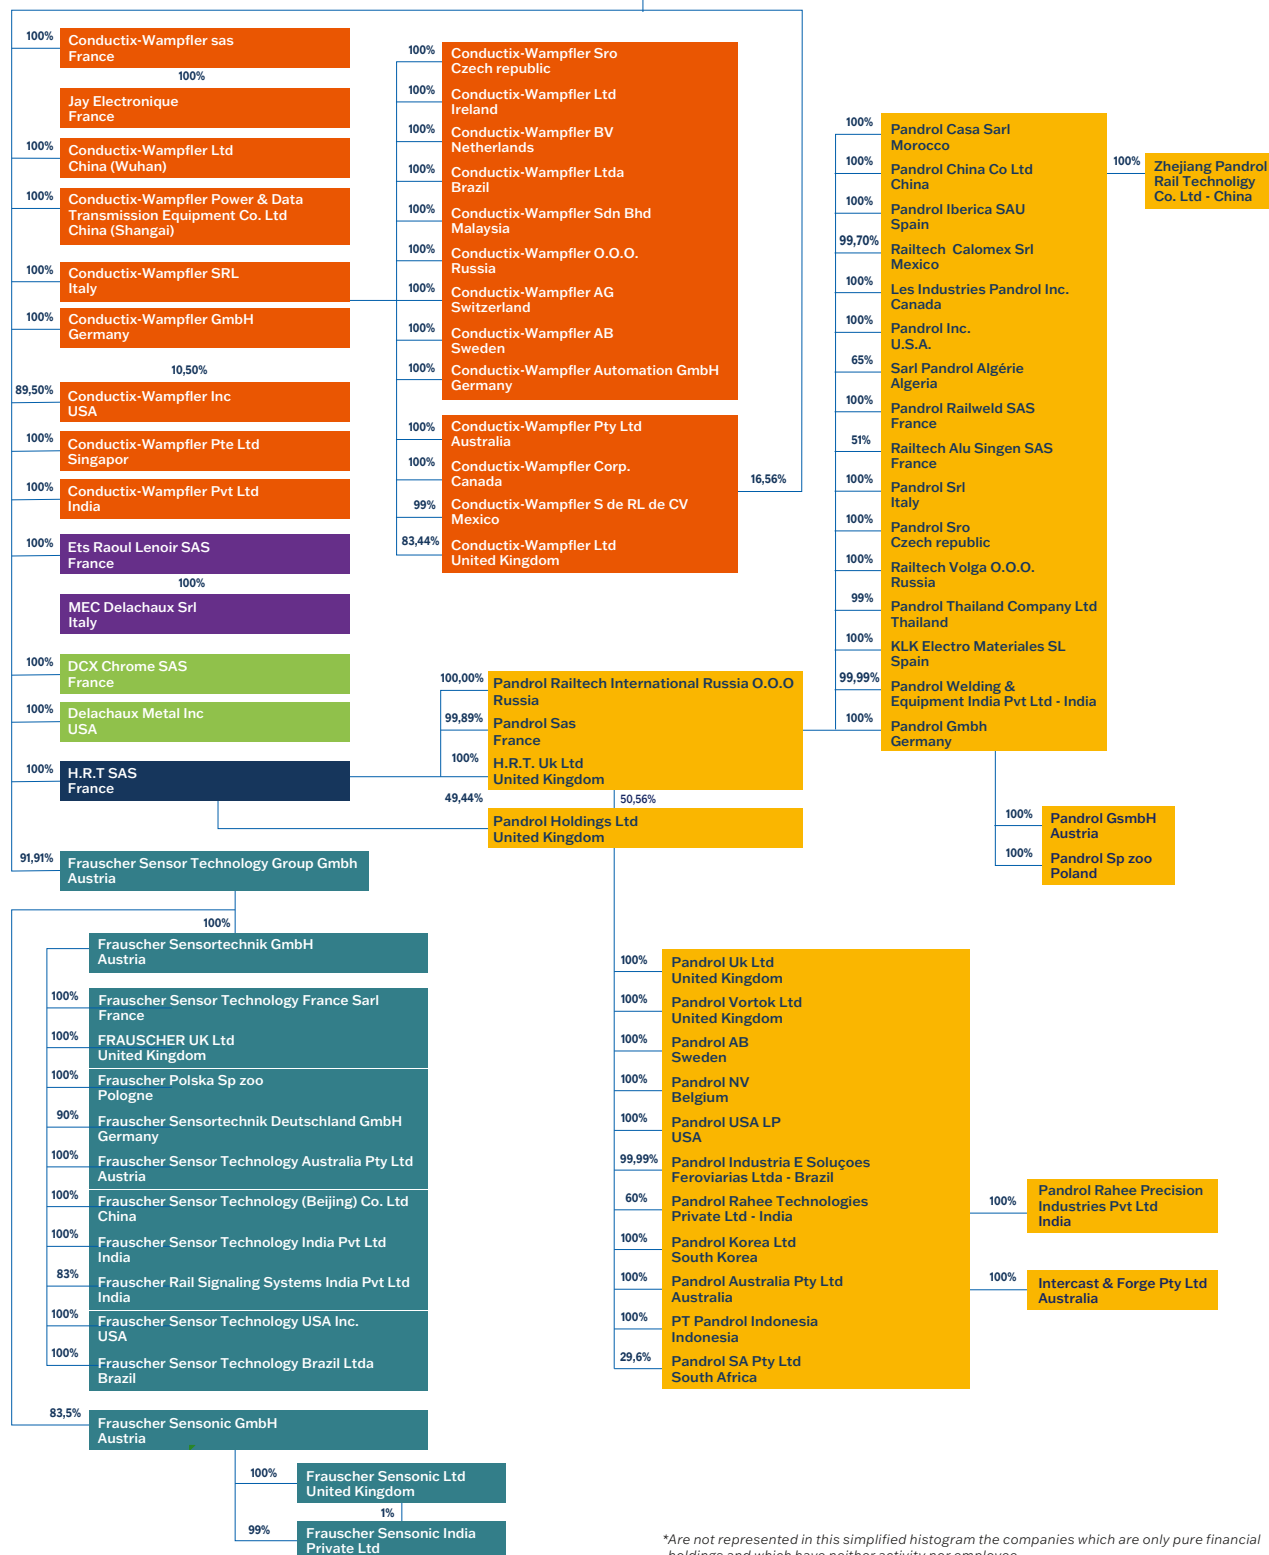 100%
Conductix-Wampfler sas
France
100%
Jay Electronique
France
100%
Conductix-Wampfler Ltd
China (Wuhan)
100%
Conductix-Wampfler Power & Data
Transmission Equipment Co. Ltd
China (Shangai)
100%
Conductix-Wampfler SRL
Italy
100%
Conductix-Wampfler GmbH
Germany
10,50%
89,50%
Conductix-Wampfler Inc
USA
100%
Conductix-Wampfler Pte Ltd
Singapor
100%
Conductix-Wampfler Pvt Ltd
India
100%
Ets Raoul Lenoir SAS
France
100%
MEC Delachaux Srl
Italy
100%
DCX Chrome SAS
France
100%
Delachaux Metal Inc
USA
100%
H.R.T SAS
France
91,91%
Frauscher Sensor Technology Group Gmbh
Austria
100%
Conductix-Wampfler Sro
Czech republic
100%
Conductix-Wampfler Ltd
Ireland
100%
Conductix-Wampfler BV
Netherlands
100%
Conductix-Wampfler Ltda
Brazil
100%
Conductix-Wampfler Sdn Bhd
Malaysia
100%
Conductix-Wampfler O.O.O.
Russia
100%
Conductix-Wampfler AG
Switzerland
100%
Conductix-Wampfler AB
Sweden
100%
Conductix-Wampfler Automation GmbH
Germany
100%
Conductix-Wampfler Pty Ltd
Australia
100%
Conductix-Wampfler Corp.
Canada
99%
Conductix-Wampfler S de RL de CV
Mexico
83,44%
Conductix-Wampfler Ltd
United Kingdom
16,56%
100%
Pandrol Casa Sarl
Morocco
100%
Pandrol China Co Ltd
China
100%
Zhejiang Pandrol
Rail Technoligy
Co. Ltd - China
100%
Pandrol Iberica SAU
Spain
99,70%
Railtech Calomex Srl
Mexico
100%
Les Industries Pandrol Inc.
Canada
100%
Pandrol Inc.
U.S.A.
65%
Sarl Pandrol Algérie
Algeria
100%
Pandrol Railweld SAS
France
51%
Railtech Alu Singen SAS
France
100%
Pandrol Srl
Italy
100%
Pandrol Sro
Czech republic
100%
Railtech Volga O.O.O.
Russia
99%
Pandrol Thailand Company Ltd
Thailand
100%
KLK Electro Materiales SL
Spain
99,99%
Pandrol Welding &
Equipment India Pvt Ltd - India
100%
Pandrol Gmbh
Germany
100,00%
Pandrol Railtech International Russia O.O.O
Russia
99,89%
Pandrol Sas
France
100%
H.R.T. Uk Ltd
United Kingdom
49,44%
50,56%
Pandrol Holdings Ltd
United Kingdom
100%
Pandrol GsmbH
Austria
100%
Pandrol Sp zoo
Poland
100%
Frauscher Sensortechnik GmbH
Austria
100%
Frauscher Sensor Technology France Sarl
France
100%
FRAUSCHER UK Ltd
United Kingdom
100%
Frauscher Polska Sp zoo
Pologne
90%
Frauscher Sensortechnik Deutschland GmbH
Germany
100%
Frauscher Sensor Technology Australia Pty Ltd
Austria
100%
Frauscher Sensor Technology (Beijing) Co. Ltd
China
100%
Frauscher Sensor Technology India Pvt Ltd
India
83%
Frauscher Rail Signaling Systems India Pvt Ltd
India
100%
Frauscher Sensor Technology USA Inc.
USA
100%
Frauscher Sensor Technology Brazil Ltda
Brazil
83,5%
Frauscher Sensonic GmbH
Austria
100%
Frauscher Sensonic Ltd
United Kingdom
1%
99%
Frauscher Sensonic India
Private Ltd
100%
Pandrol Uk Ltd
United Kingdom
100%
Pandrol Vortok Ltd
United Kingdom
100%
Pandrol AB
Sweden
100%
Pandrol NV
Belgium
100%
Pandrol USA LP
USA
99,99%
Pandrol Industria E Soluçoes
Feroviarias Ltda - Brazil
60%
Pandrol Rahee Technologies
Private Ltd - India
100%
Pandrol Rahee Precision
Industries Pvt Ltd
India
100%
Pandrol Korea Ltd
South Korea
100%
Pandrol Australia Pty Ltd
Australia
100%
Intercast & Forge Pty Ltd
Australia
100%
PT Pandrol Indonesia
Indonesia
29,6%
Pandrol SA Pty Ltd
South Africa
*Are not represented in this simplified histogram the companies which are only pure financial
holdings and which have neither activity nor employee